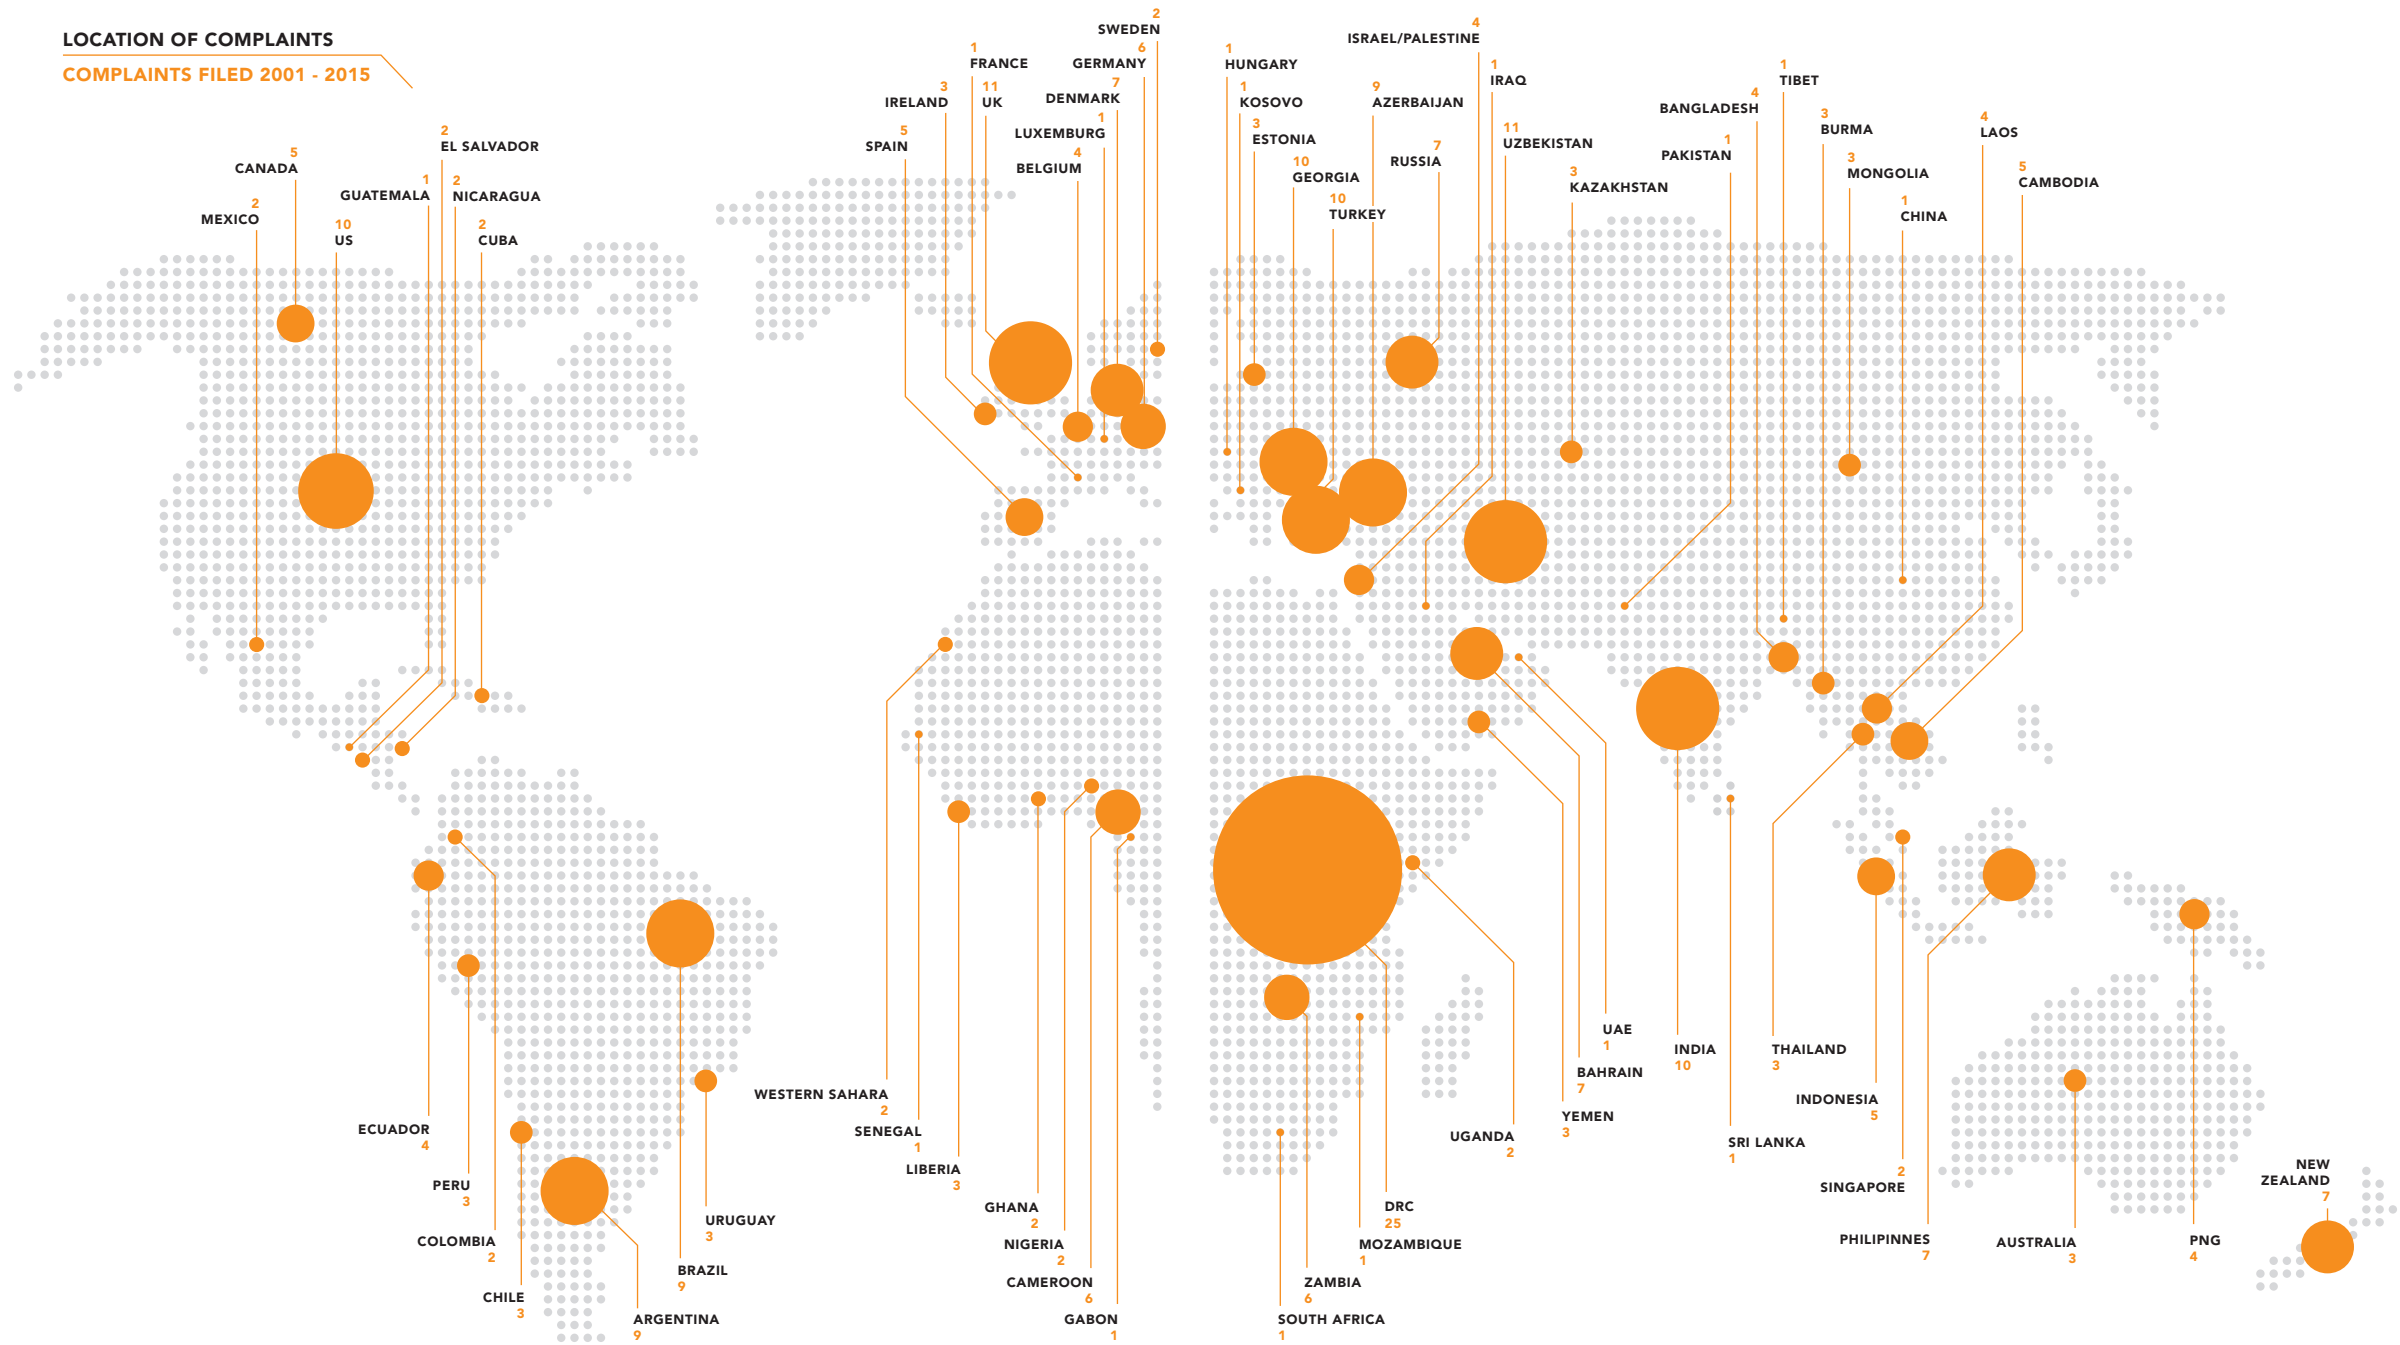 LOCATION OF COMPLAINTS
COMPLAINTS FILED 2001 - 2015
2
MEXICO
5
CANADA
10
US
1
GUATEMALA
2
EL SALVADOR
2
NICARAGUA
2
CUBA
5
SPAIN
3
IRELAND
1
FRANCE
11
UK
2
SWEDEN
6
GERMANY
7
DENMARK
1
LUXEMBURG
4
BELGIUM
1
HUNGARY
1
KOSOVO
3
ESTONIA
10
GEORGIA
10
TURKEY
9
AZERBAIJAN
7
RUSSIA
4
ISRAEL/PALESTINE
1
IRAQ
11
UZBEKISTAN
3
KAZAKHSTAN
1
PAKISTAN
4
BANGLADESH
1
TIBET
3
BURMA
3
MONGOLIA
1
CHINA
4
LAOS
5
CAMBODIA
ECUADOR
4
PERU
3
COLOMBIA
2
CHILE
3
ARGENTINA
9
BRAZIL
9
URUGUAY
3
WESTERN SAHARA
2
SENEGAL
1
LIBERIA
3
GHANA
2
NIGERIA
2
CAMEROON
6
GABON
1
SOUTH AFRICA
1
ZAMBIA
6
MOZAMBIQUE
1
DRC
25
UGANDA
2
YEMEN
3
BAHRAIN
7
UAE
1
INDIA
10
SRI LANKA
1
THAILAND
3
INDONESIA
5
2
SINGAPORE
PHILIPINNES
7
AUSTRALIA
3
PNG
4
NEW
ZEALAND
7